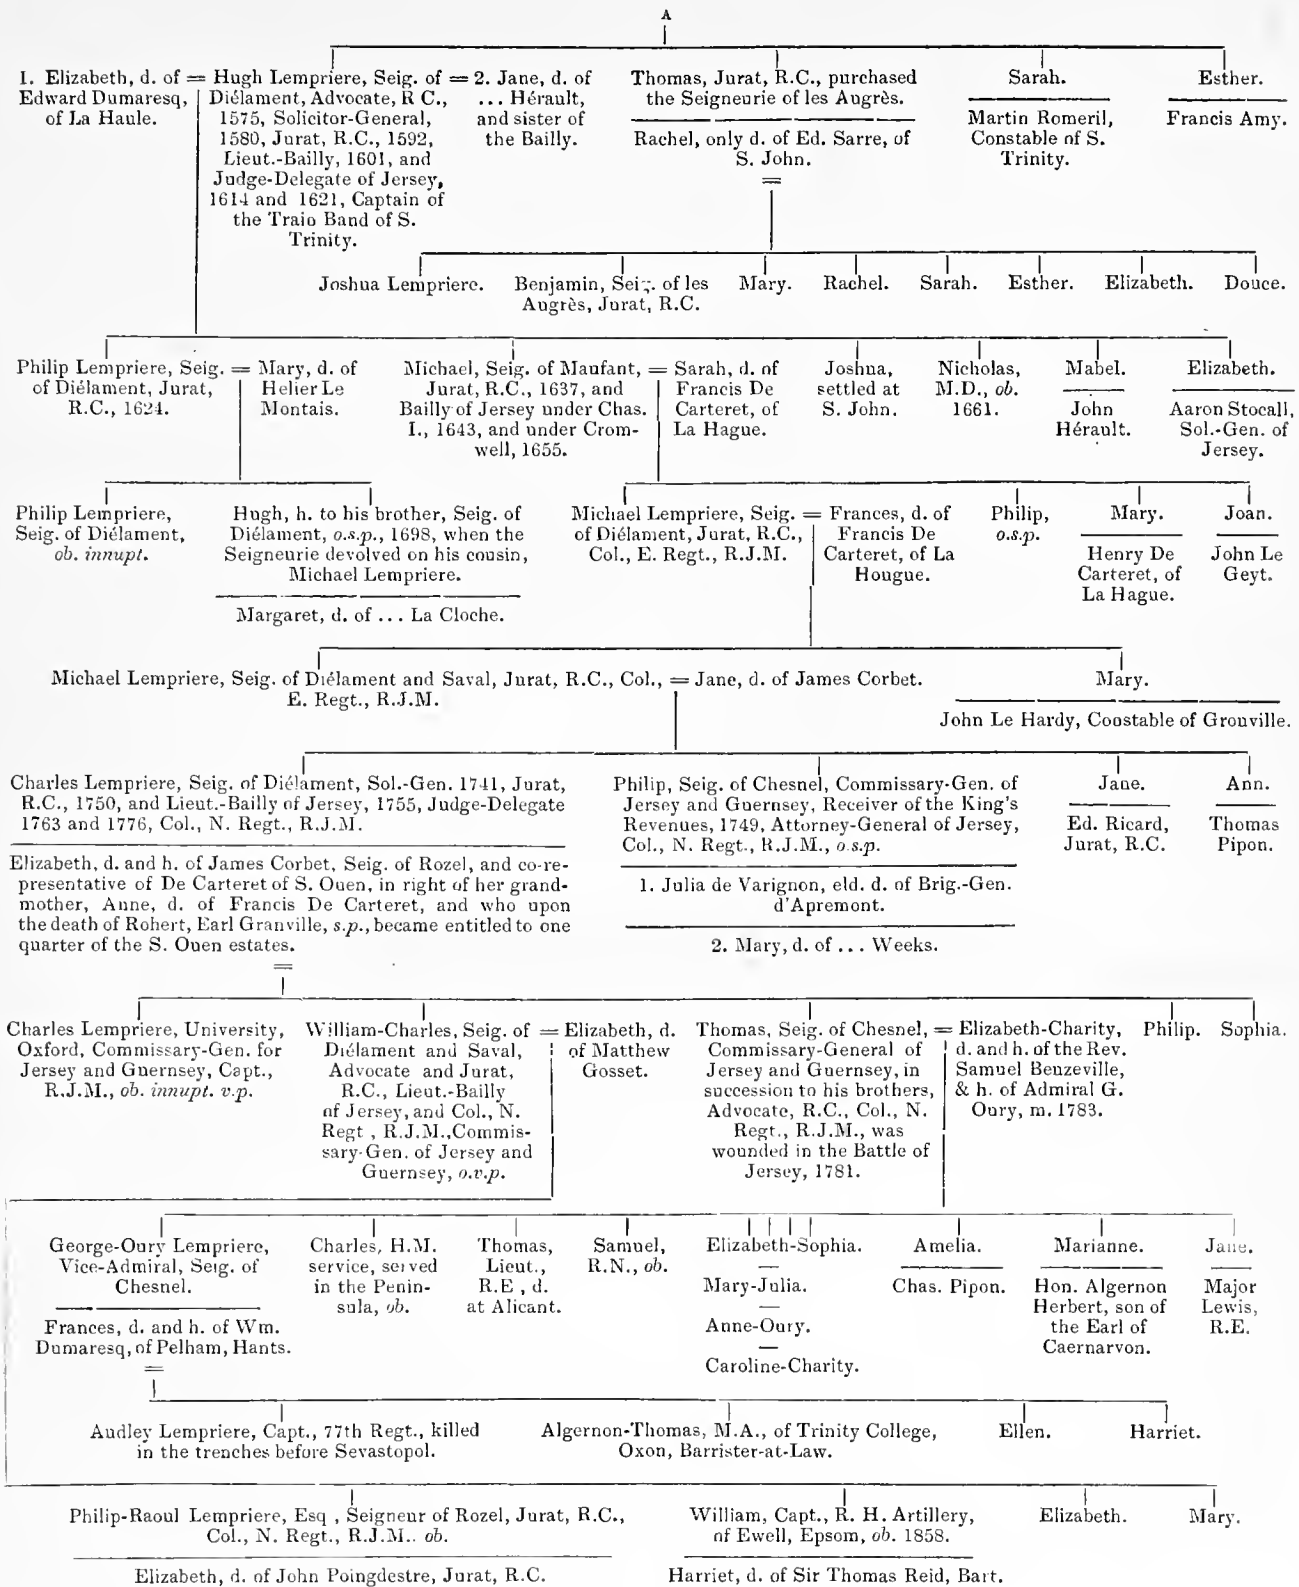 A
1. Elizabeth, d. of
Edward Dumaresq,
of La Haule.
= Hugh Lempriere, Seig. of
Diélament, Advocate, R C.,
1575, Solicitor-General,
1580, Jurat, R.C., 1592,
Lieut.-Bailly, 1601, and
Judge-Delegate of Jersey,
1614 and 1621, Captain of
the Traio Band of S.
Trinity.
= 2. Jane, d. of
... Hérault,
and sister of
the Bailly.
Thomas, Jurat, R.C., purchased
the Seigneurie of les Augrès.
Rachel, only d. of Ed. Sarre, of
S. John.
=
Sarah.
Martin Romeril,
Constable of S.
Trinity.
Esther.
Francis Amy.
Joshua Lempriere.
Benjamin, Seig. of les
Augrès, Jurat, R.C.
Mary.
Rachel.
Sarah.
Esther.
Elizabeth.
Douce.
Philip Lempriere, Seig.
of Diélament, Jurat,
R.C., 1624.
= Mary, d. of
Helier Le
Montais.
Michael, Seig. of Maufant,
Jurat, R.C., 1637, and
Bailly of Jersey under Chas.
I., 1643, and under Crom-
well, 1655.
= Sarah, d. of
Francis De
Carteret, of
La Hague.
Joshua,
settled at
S. John.
Nicholas,
M.D., ob.
1661.
Mabel.
John
Hérault.
Elizabeth.
Aaron Stocall,
Sol.-Gen. of
Jersey.
Philip Lempriere,
Seig. of Diélament,
ob. innupt.
Hugh, h. to his brother, Seig. of
Diélament, o.s.p., 1698, when the
Seigneurie devolved on his cousin,
Michael Lempriere.
Margaret, d. of ... La Cloche.
Michael Lempriere, Seig.
of Diélament, Jurat, R.C.,
Col., E. Regt., R.J.M.
= Frances, d. of
Francis De
Carteret, of La
Hougue.
Philip,
o.s.p.
Mary.
Henry De
Carteret, of
La Hague.
Joan.
John Le
Geyt.
Michael Lempriere, Seig. of Diélament and Saval, Jurat, R.C., Col.,
E. Regt., R.J.M.
= Jane, d. of James Corbet.
Mary.
John Le Hardy, Coostable of Grouville.
Charles Lempriere, Seig. of Diélament, Sol.-Gen. 1741, Jurat,
R.C., 1750, and Lieut.-Bailly of Jersey, 1755, Judge-Delegate
1763 and 1776, Col., N. Regt., R.J.M.
Elizabeth, d. and h. of James Corbet, Seig. of Rozel, and co-re-
presentative of De Carteret of S. Ouen, in right of her grand-
mother, Anne, d. of Francis De Carteret, and who upon
the death of Rohert, Earl Granville, s.p., became entitled to one
quarter of the S. Ouen estates.
=
Philip, Seig. of Chesnel, Commissary-Gen. of
Jersey and Guernsey, Receiver of the King's
Revenues, 1749, Attorney-General of Jersey,
Col., N. Regt., R.J.M., o.s.p.
1. Julia de Varignon, eld. d. of Brig.-Gen.
d'Apremont.
2. Mary, d. of ... Weeks.
Jane.
Ed. Ricard,
Jurat, R.C.
Ann.
Thomas
Pipon.
Charles Lempriere, University,
Oxford, Commissary-Gen. for
Jersey and Guernsey, Capt.,
R.J.M., ob. innupt. v.p.
William-Charles, Seig. of
Diélament and Saval,
Advocate and Jurat,
R.C., Lieut.-Bailly
of Jersey, and Col., N.
Regt , R.J.M.,Commis-
sary-Gen. of Jersey and
Guernsey, o.v.p.
= Elizabeth, d.
of Matthew
Gosset.
Thomas, Seig. of Chesnel,
Commissary-General of
Jersey and Guernsey, in
succession to his brothers,
Advocate, R.C., Col., N.
Regt., R.J.M., was
wounded in the Battle of
Jersey, 1781.
= Elizabeth-Charity,
d. and h. of the Rev.
Samuel Beuzeville,
& h. of Admiral G.
Oury, m. 1783.
Philip.
Sophia.
George-Oury Lempriere,
Vice-Admiral, Seig. of
Chesnel.
Frances, d. and h. of Wm.
Dumaresq, of Pelham, Hants.
=
Charles, H.M.
service, served
in the Penin-
sula, ob.
Thomas,
Lieut.,
R.E , d.
at Alicant.
Samuel,
R.N., ob.
Elizabeth-Sophia.
Mary-Julia.
Anne-Oury.
Caroline-Charity.
Amelia.
Chas. Pipon.
Marianne.
Hon. Algernon
Herbert, son of
the Earl of
Caernarvon.
Jane.
Major
Lewis,
R.E.
Audley Lempriere, Capt., 77th Regt., killed
in the trenches before Sevastopol.
Algernon-Thomas, M.A., of Trinity College,
Oxon, Barrister-at-Law.
Ellen.
Harriet.
Philip-Raoul Lempriere, Esq , Seigneur of Rozel, Jurat, R.C.,
Col., N. Regt., R.J.M.. ob.
Elizabeth, d. of John Poingdestre, Jurat, R.C.
William, Capt., R. H. Artillery,
of Ewell, Epsom, ob. 1858.
Harriet, d. of Sir Thomas Reid, Bart.
Elizabeth.
Mary.